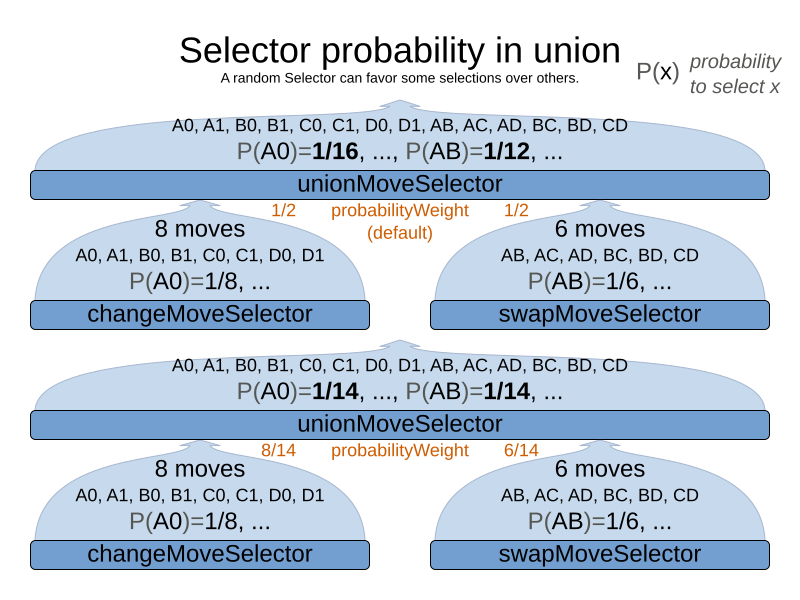 Selector probability in union
A random Selector can favor some selections over others.
P(x) probability
to select x
A0, A1, B0, B1, C0, C1, D0, D1, AB, AC, AD, BC, BD, CD
P(A0)=1/16, ..., P(AB)=1/12, ...
unionMoveSelector
1/2 probabilityWeight 1/2
(default)
8 moves
A0, A1, B0, B1, C0, C1, D0, D1
P(A0)=1/8, ...
changeMoveSelector
6 moves
AB, AC, AD, BC, BD, CD
P(AB)=1/6, ...
swapMoveSelector
A0, A1, B0, B1, C0, C1, D0, D1, AB, AC, AD, BC, BD, CD
P(A0)=1/14, ..., P(AB)=1/14, ...
unionMoveSelector
8/14 probabilityWeight 6/14
8 moves
A0, A1, B0, B1, C0, C1, D0, D1
P(A0)=1/8, ...
changeMoveSelector
6 moves
AB, AC, AD, BC, BD, CD
P(AB)=1/6, ...
swapMoveSelector